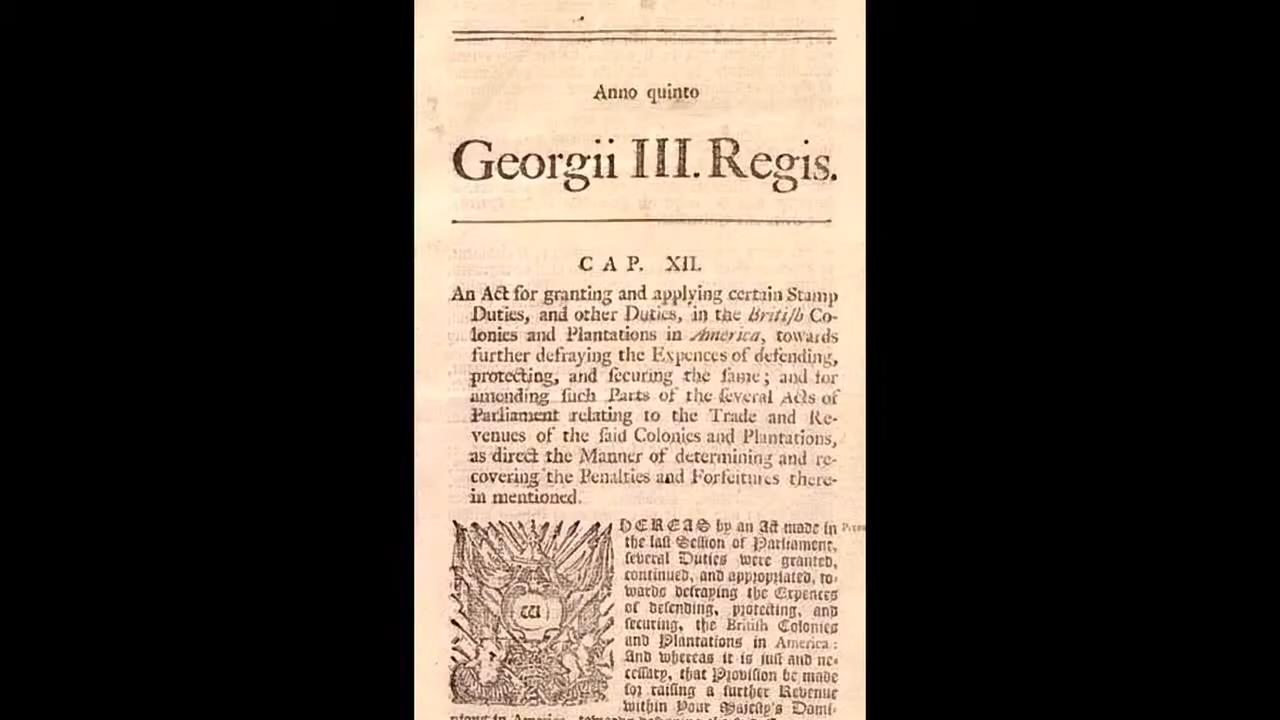 Anno quinto
Georgii III. Regis.
CAP. XII.
An Act for granting and applying certain Stamp
Duties, and other Duties, in the Britiſh Co-
lonies and Plantations in America, towards
further defraying the Expences of defending,
protecting, and ſecuring the ſame; and for
amending ſuch Parts of the ſeveral Acts of
Parliament relating to the Trade and Re-
venues of the ſaid Colonies and Plantations,
as direct the Manner of determining and re-
covering the Penalties and Forfeitures there-
in mentioned.
WHEREAS by an Act made in
the laſt Seſſion of Parliament,
ſeveral Duties were granted,
continued, and appropriated, to-
wards defraying the Expences
of defending, protecting, and
ſecuring, the Britiſh Colonies
and Plantations in America:
And whereas it is juſt and ne-
ceſſary, that Proviſion be made
for raiſing a further Revenue
within Your Majeſty's Domi-
nions in America, towards